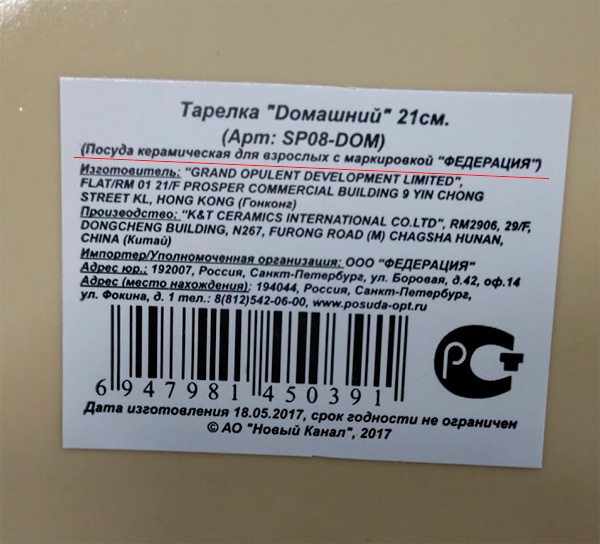 Тарелка "Dомашний" 21см.
(Арт: SP08-DOM)
(Посуда керамическая для взрослых с маркировкой "ФЕДЕРАЦИЯ")
Изготовитель: "GRAND OPULENT DEVELOPMENT LIMITED",
FLAT/RM 01 21/F PROSPER COMMERCIAL BUILDING 9 YIN CHONG
STREET KL, HONG KONG (Гонконг)
Производство: "K&T CERAMICS INTERNATIONAL CO.LTD", RM2906, 29/F,
DONGCHENG BUILDING, N267, FURONG ROAD (M) CHAGSHA HUNAN,
CHINA (Китай)
Импортер/Уполномоченная организация: ООО "ФЕДЕРАЦИЯ"
Адрес юр.: 192007, Россия, Санкт-Петербург, ул. Боровая, д.42, оф.14
Адрес (место нахождения): 194044, Россия, Санкт-Петербург,
ул. Фокина, д. 1 тел.: 8(812)542-06-00, www.posuda-opt.ru
РСТ
6 947981 450391
Дата изготовления 18.05.2017, срок годности не ограничен
© АО "Новый Канал", 2017